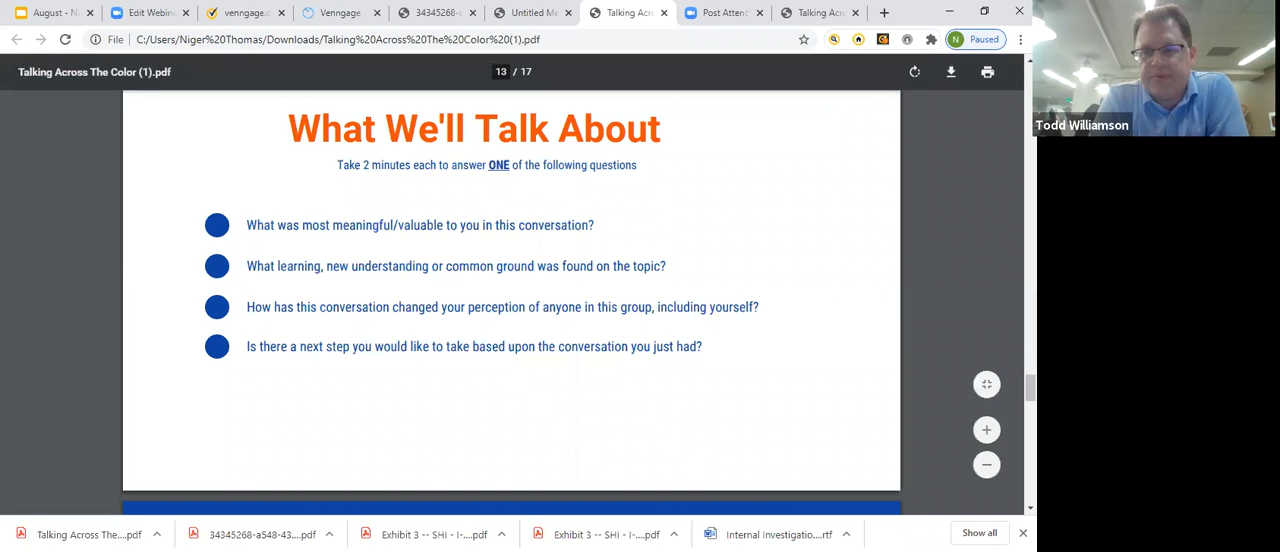 August - N
Edit Webina
venngage.c
Venngage
34345268-
Untitled Me
Talking Acr
Post Attend
Talking Acr
File
C:/Users/Niger%20Thomas/Downloads/Talking%20Across%20The%20Color%20(1).pdf
N
Paused
Talking Across The Color (1).pdf
13 / 17
Todd Williamson
What We'll Talk About
Take 2 minutes each to answer ONE of the following questions
What was most meaningful/valuable to you in this conversation?
What learning, new understanding or common ground was found on the topic?
How has this conversation changed your perception of anyone in this group, including yourself?
Is there a next step you would like to take based upon the conversation you just had?
Talking Across The....pdf
34345268-a548-43....pdf
Exhibit 3 -- SHI - I-....pdf
Exhibit 3 -- SHI - I-....pdf
Internal Investigatio....rtf
Show all